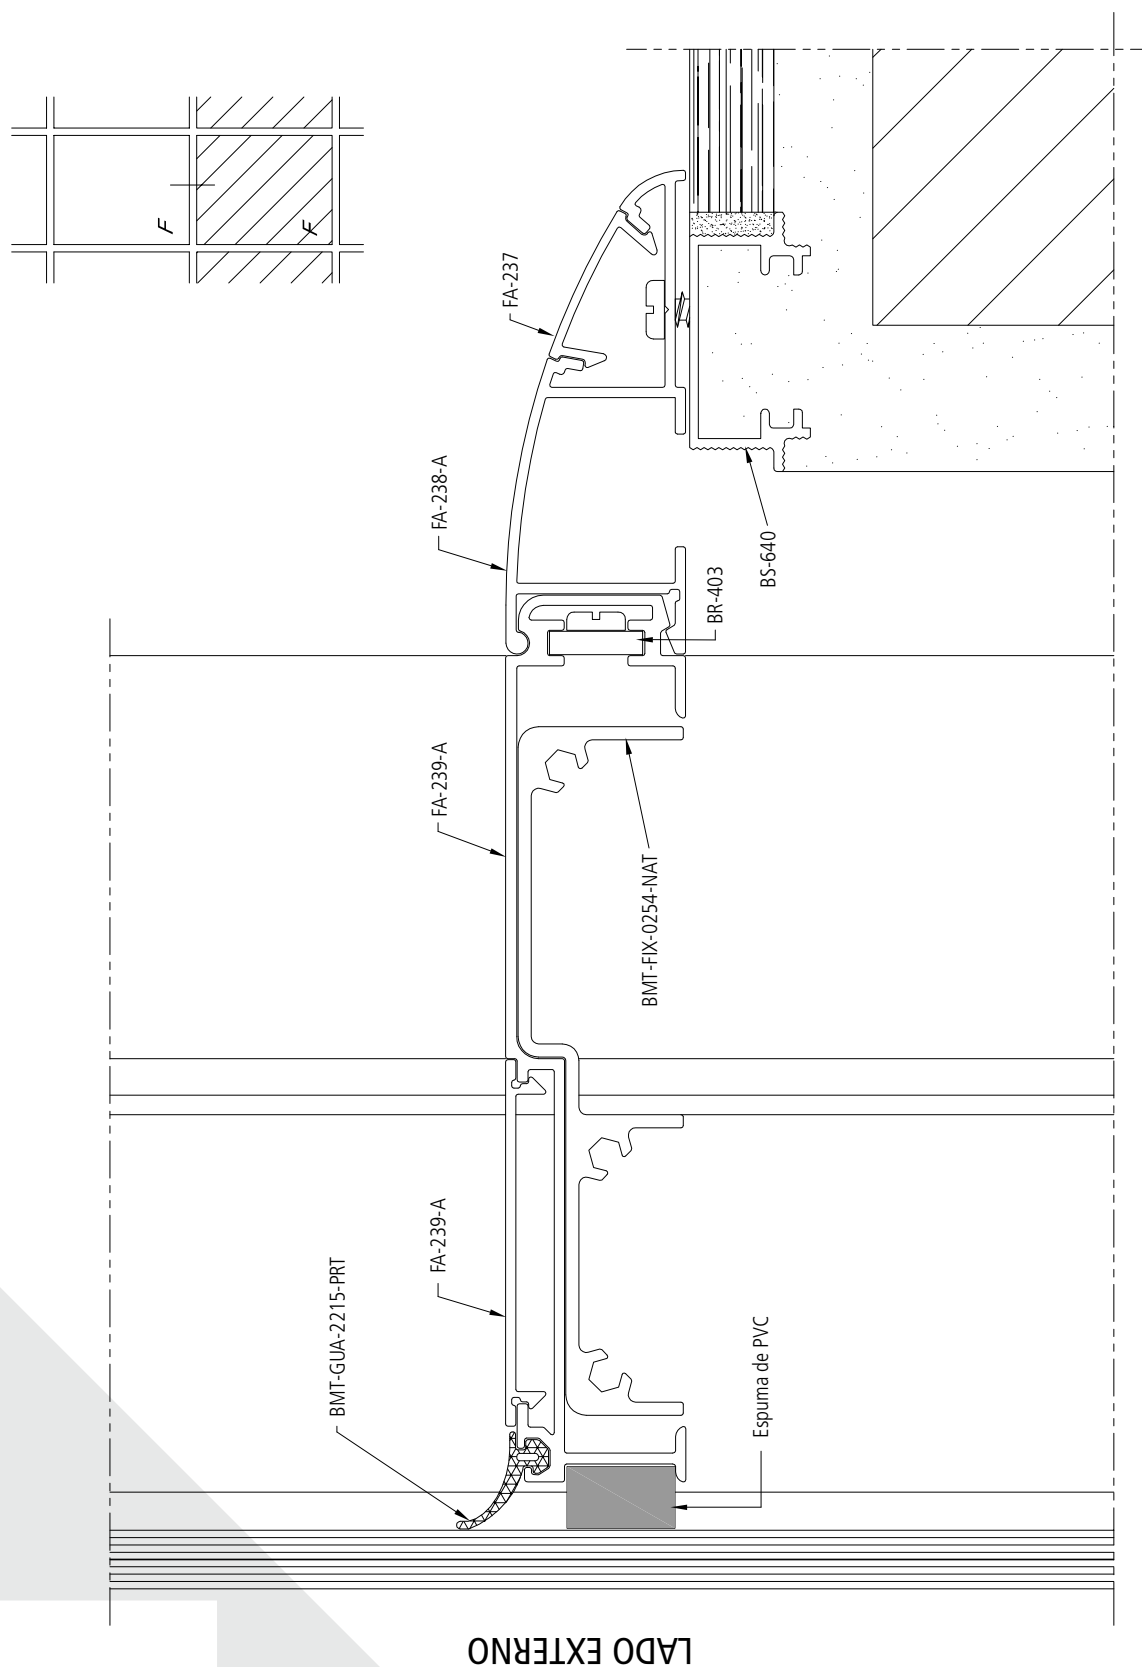 F
F
FA-237
FA-238-A
BS-640
BR-403
FA-239-A
BMT-FIX-0254-NAT
FA-239-A
BMT-GUA-2215-PRT
Espuma de PVC
LADO EXTERNO